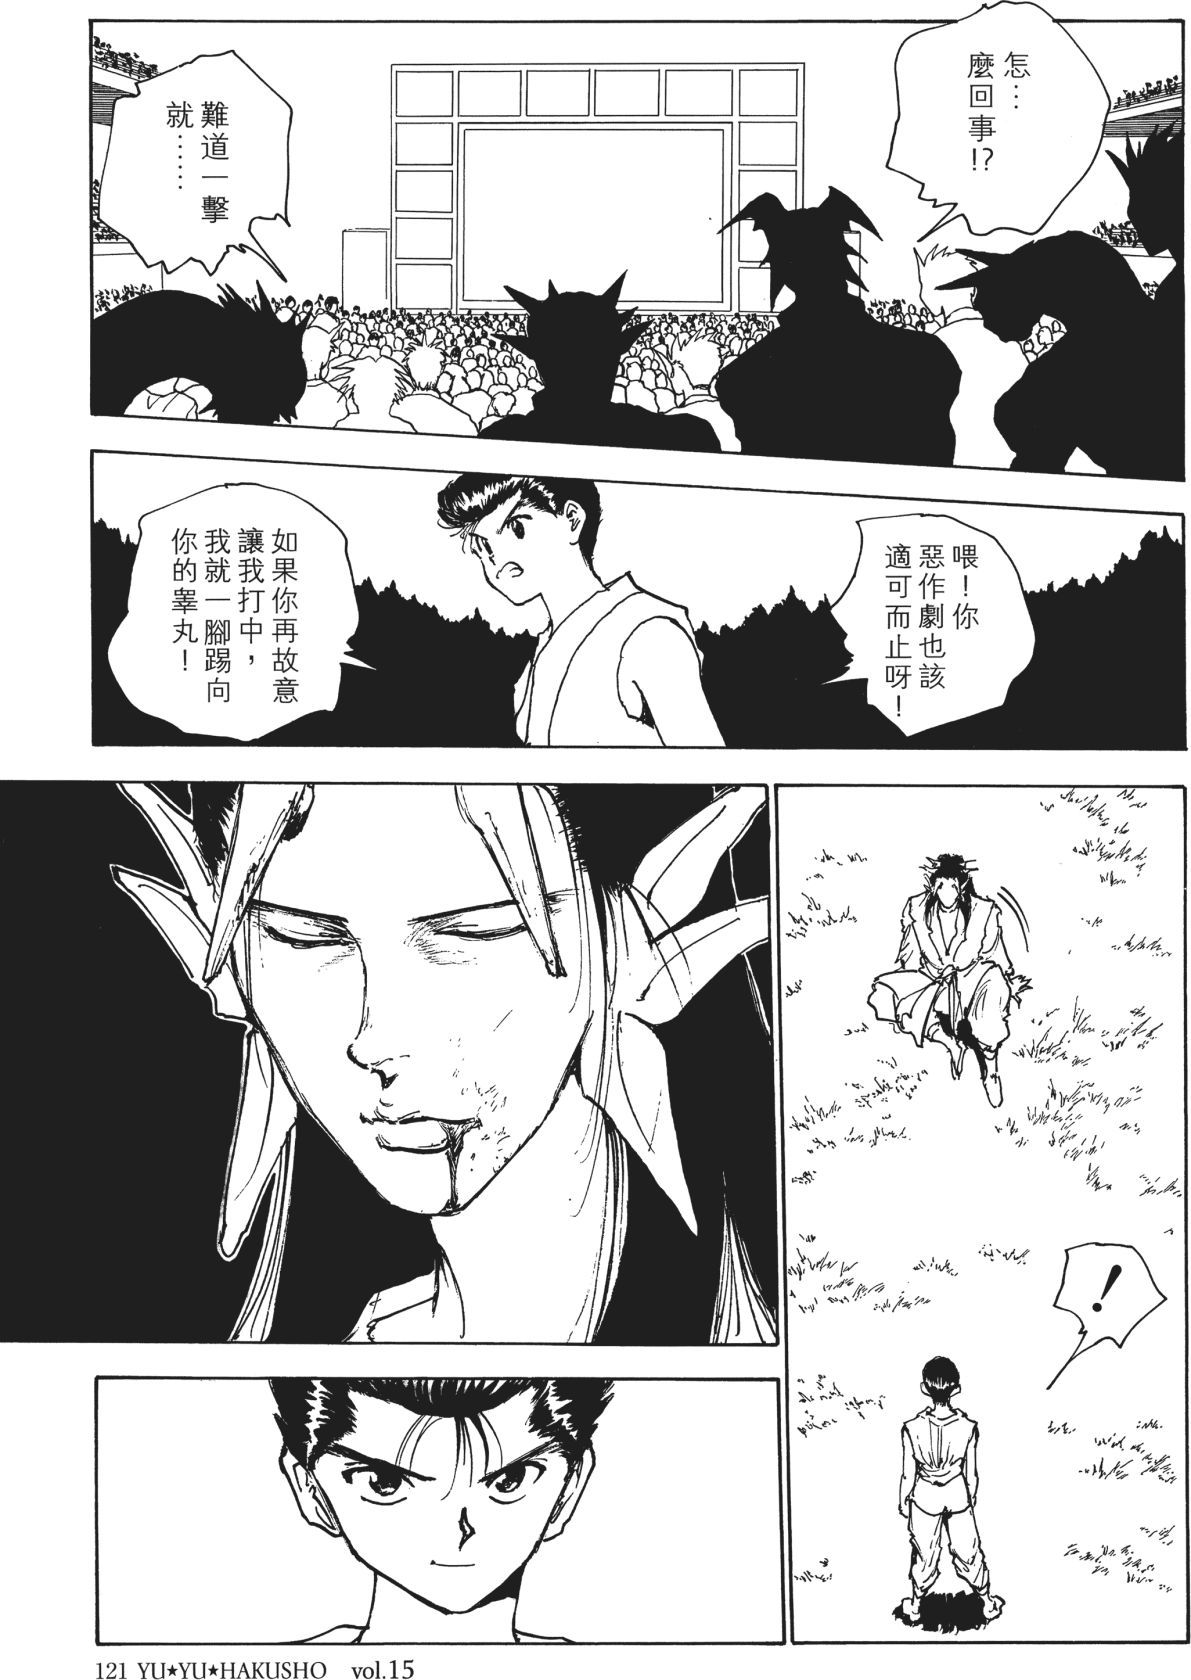 怎…
麼回事!?
難道一擊
就……
喂！你
惡作劇也該
適可而止呀！
如果你再故意
讓我打中，
我就一腳踢向
你的睪丸！
！
121 YU★YU★HAKUSHO vol.15